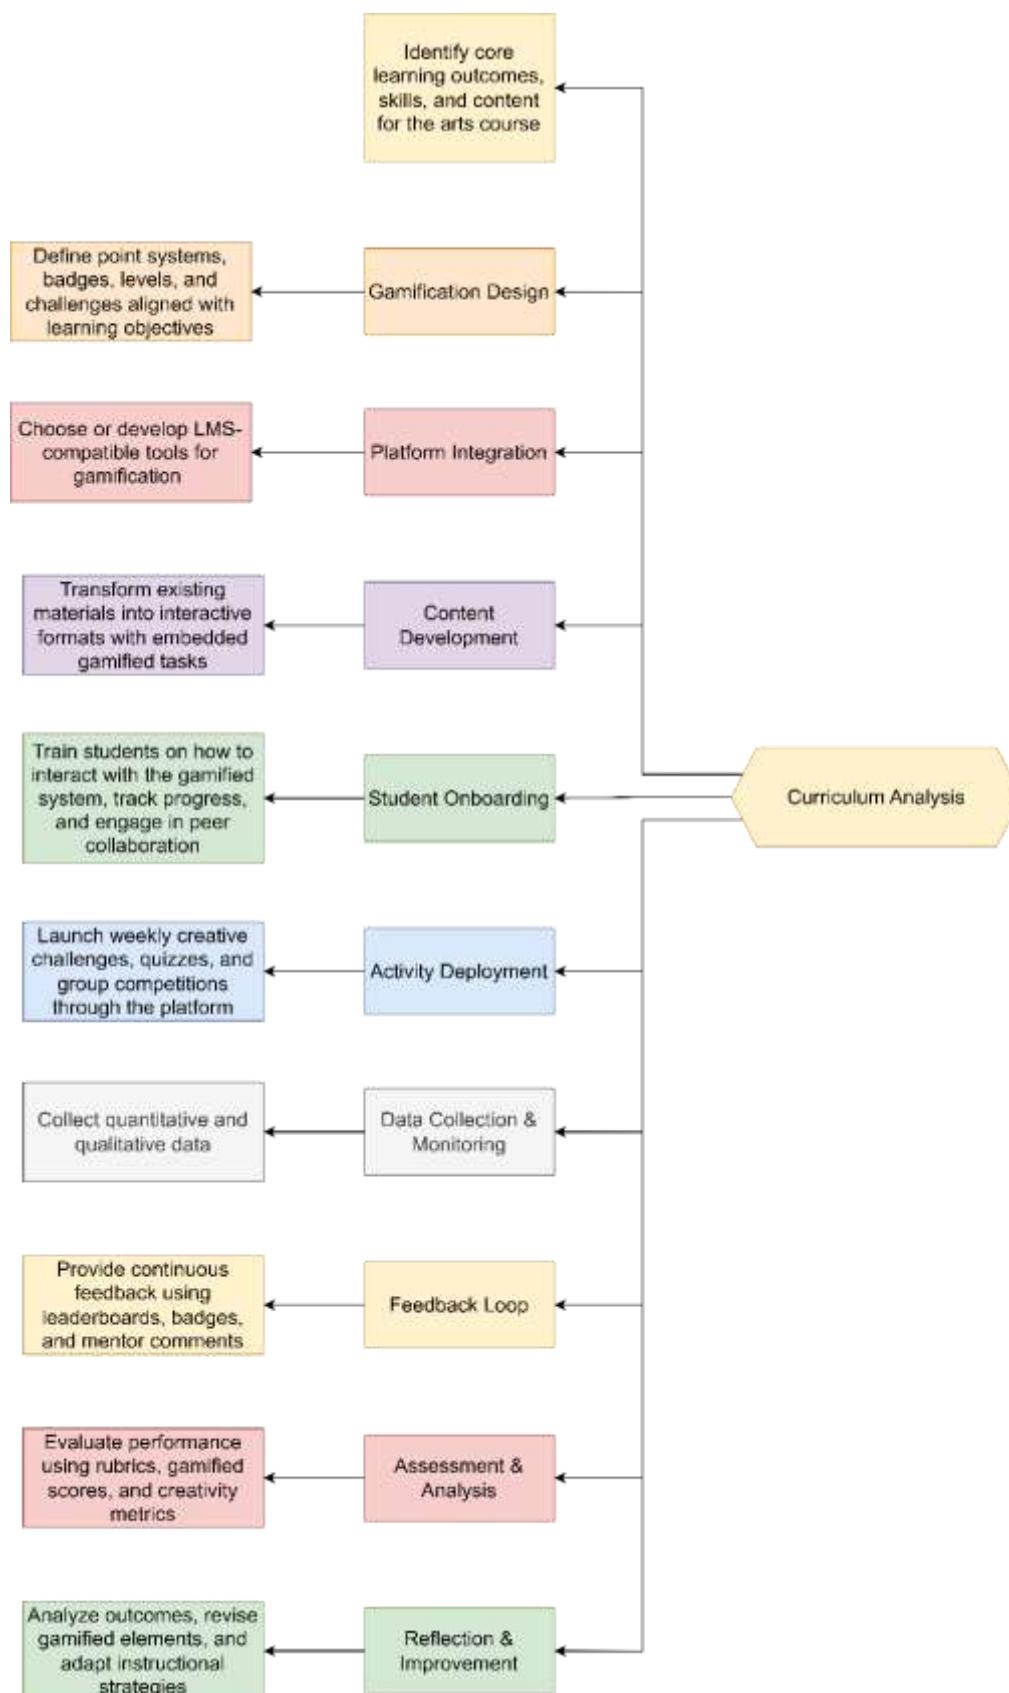 Identify core
learning outcomes,
skills, and content
for the arts course
Define point systems,
badges, levels, and
challenges aligned with
learning objectives
Gamification Design
Choose or develop LMS-
compatible tools for
gamification
Platform Integration
Transform existing
materials into interactive
formats with embedded
gamified tasks
Content
Development
Train students on how to
interact with the gamified
system, track progress,
and engage in peer
collaboration
Student Onboarding
Curriculum Analysis
Launch weekly creative
challenges, quizzes, and
group competitions
through the platform
Activity Deployment
Collect quantitative and
qualitative data
Data Collection &
Monitoring
Provide continuous
feedback using
leaderboards, badges,
and mentor comments
Feedback Loop
Evaluate performance
using rubrics, gamified
scores, and creativity
metrics
Assessment &
Analysis
Analyze outcomes, revise
gamified elements, and
adapt instructional
strategies
Reflection &
Improvement